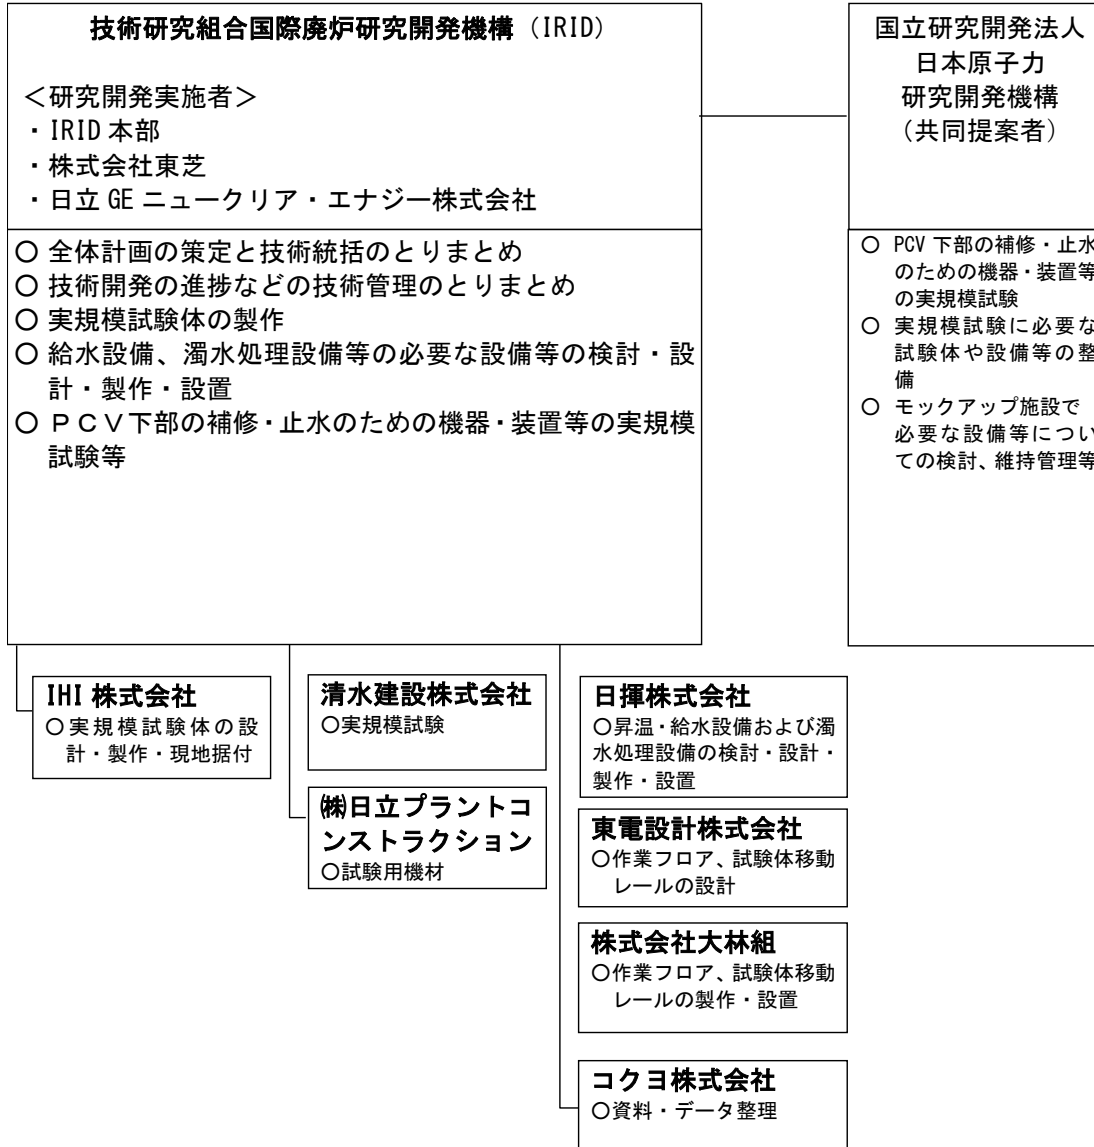 技術研究組合国際廃炉研究開発機構（IRID）
＜研究開発実施者＞
・IRID 本部
・株式会社東芝
・日立 GE ニュークリア・エナジー株式会社
〇 全体計画の策定と技術統括のとりまとめ
〇 技術開発の進捗などの技術管理のとりまとめ
〇 実規模試験体の製作
〇 給水設備、濁水処理設備等の必要な設備等の検討・設
計・製作・設置
〇 ＰＣＶ下部の補修・止水のための機器・装置等の実規模
試験等
国立研究開発法人
日本原子力
研究開発機構
（共同提案者）
〇 PCV 下部の補修・止水
のための機器・装置等
の実規模試験
〇 実規模試験に必要な
試験体や設備等の整
備
〇 モックアップ施設で
必要な設備等につい
ての検討、維持管理等
IHI 株式会社
〇実規模試験体の設
計・製作・現地据付
清水建設株式会社
〇実規模試験
㈱日立プラントコ
ンストラクション
〇試験用機材
日揮株式会社
〇昇温・給水設備および濁
水処理設備の検討・設計・
製作・設置
東電設計株式会社
〇作業フロア、試験体移動
レールの設計
株式会社大林組
〇作業フロア、試験体移動
レールの製作・設置
コクヨ株式会社
〇資料・データ整理